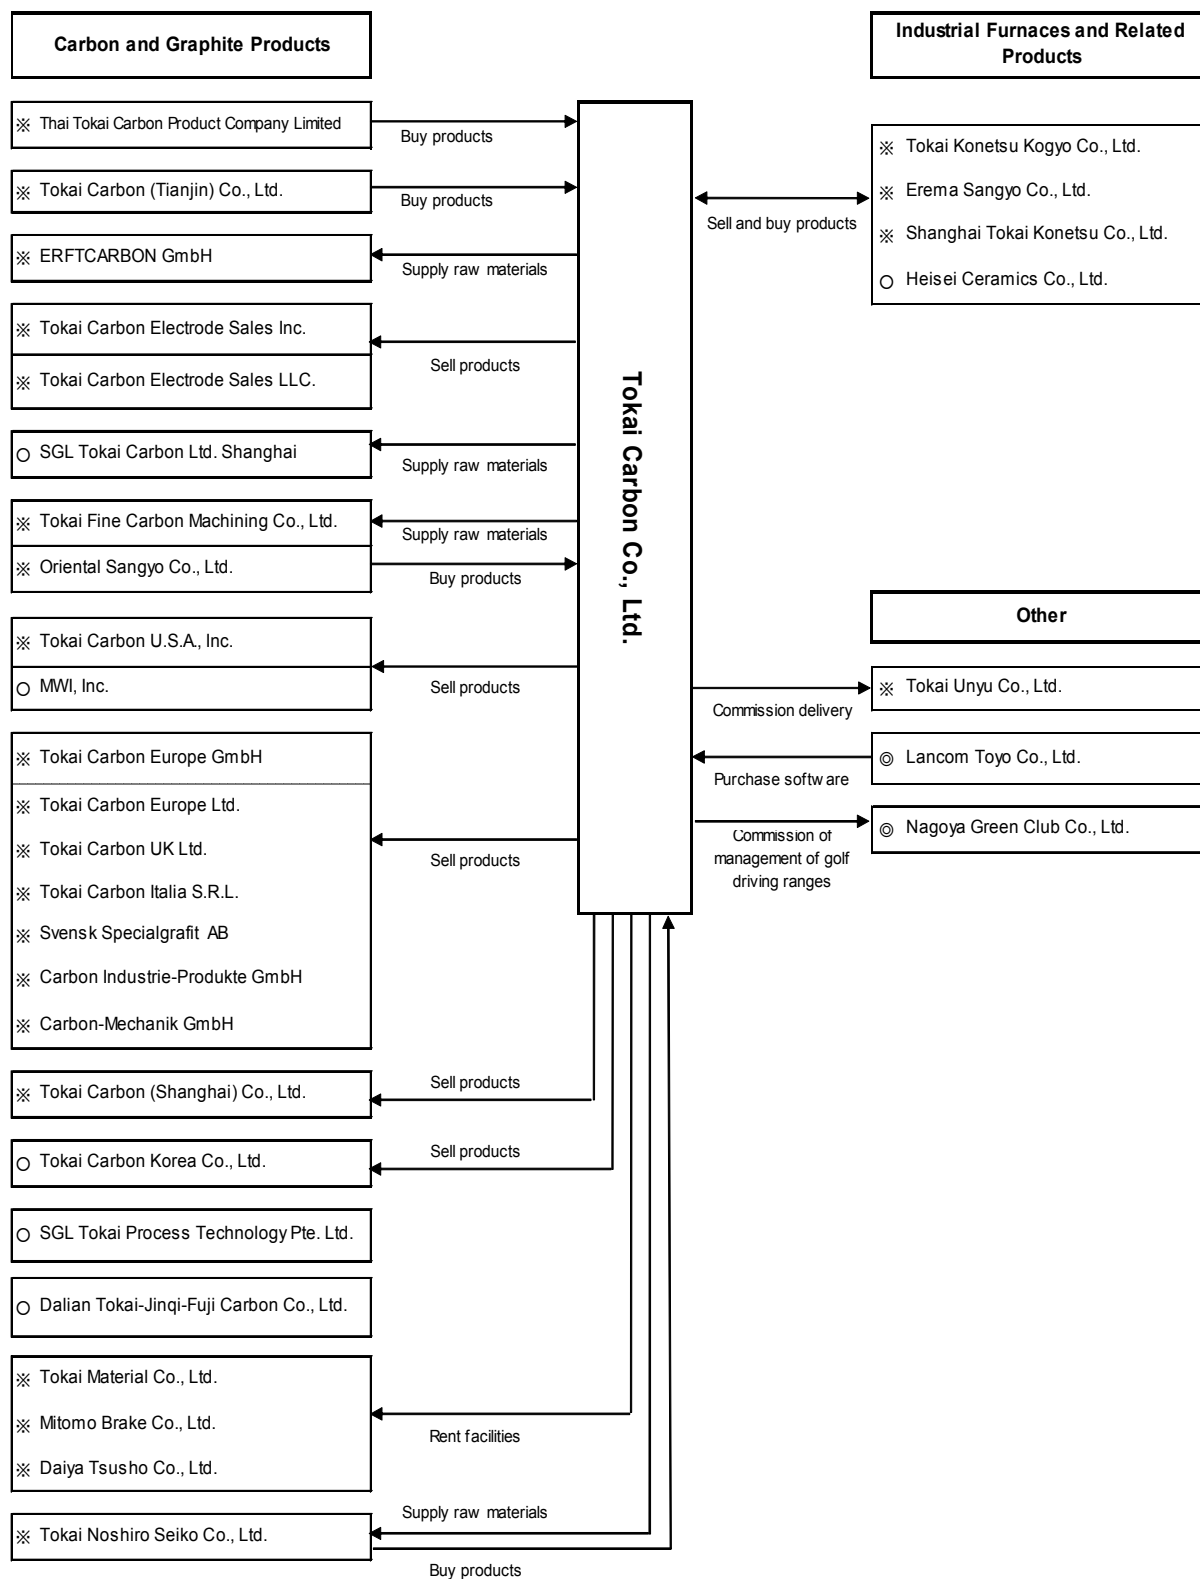 Carbon and Graphite Products
Industrial Furnaces and Related
Products
※ Thai Tokai Carbon Product Company Limited
Buy products
※ Tokai Carbon (Tianjin) Co., Ltd.
Buy products
※ ERFTCARBON GmbH
Supply raw materials
※ Tokai Carbon Electrode Sales Inc.
※ Tokai Carbon Electrode Sales LLC.
Sell products
○ SGL Tokai Carbon Ltd. Shanghai
Supply raw materials
※ Tokai Fine Carbon Machining Co., Ltd.
Supply raw materials
※ Oriental Sangyo Co., Ltd.
Buy products
※ Tokai Carbon U.S.A., Inc.
○ MWI, Inc.
Sell products
※ Tokai Carbon Europe GmbH
※ Tokai Carbon Europe Ltd.
※ Tokai Carbon UK Ltd.
※ Tokai Carbon Italia S.R.L.
※ Svensk Specialgrafit AB
※ Carbon Industrie-Produkte GmbH
※ Carbon-Mechanik GmbH
Sell products
※ Tokai Carbon (Shanghai) Co., Ltd.
Sell products
○ Tokai Carbon Korea Co., Ltd.
Sell products
○ SGL Tokai Process Technology Pte. Ltd.
○ Dalian Tokai-Jinqi-Fuji Carbon Co., Ltd.
※ Tokai Material Co., Ltd.
※ Mitomo Brake Co., Ltd.
※ Daiya Tsusho Co., Ltd.
Rent facilities
※ Tokai Noshiro Seiko Co., Ltd.
Supply raw materials
Buy products
Tokai Carbon Co., Ltd.
Sell and buy products
※ Tokai Konetsu Kogyo Co., Ltd.
※ Erema Sangyo Co., Ltd.
※ Shanghai Tokai Konetsu Co., Ltd.
○ Heisei Ceramics Co., Ltd.
Other
Commission delivery
※ Tokai Unyu Co., Ltd.
Purchase software
◎ Lancom Toyo Co., Ltd.
Commission of
management of golf
driving ranges
◎ Nagoya Green Club Co., Ltd.